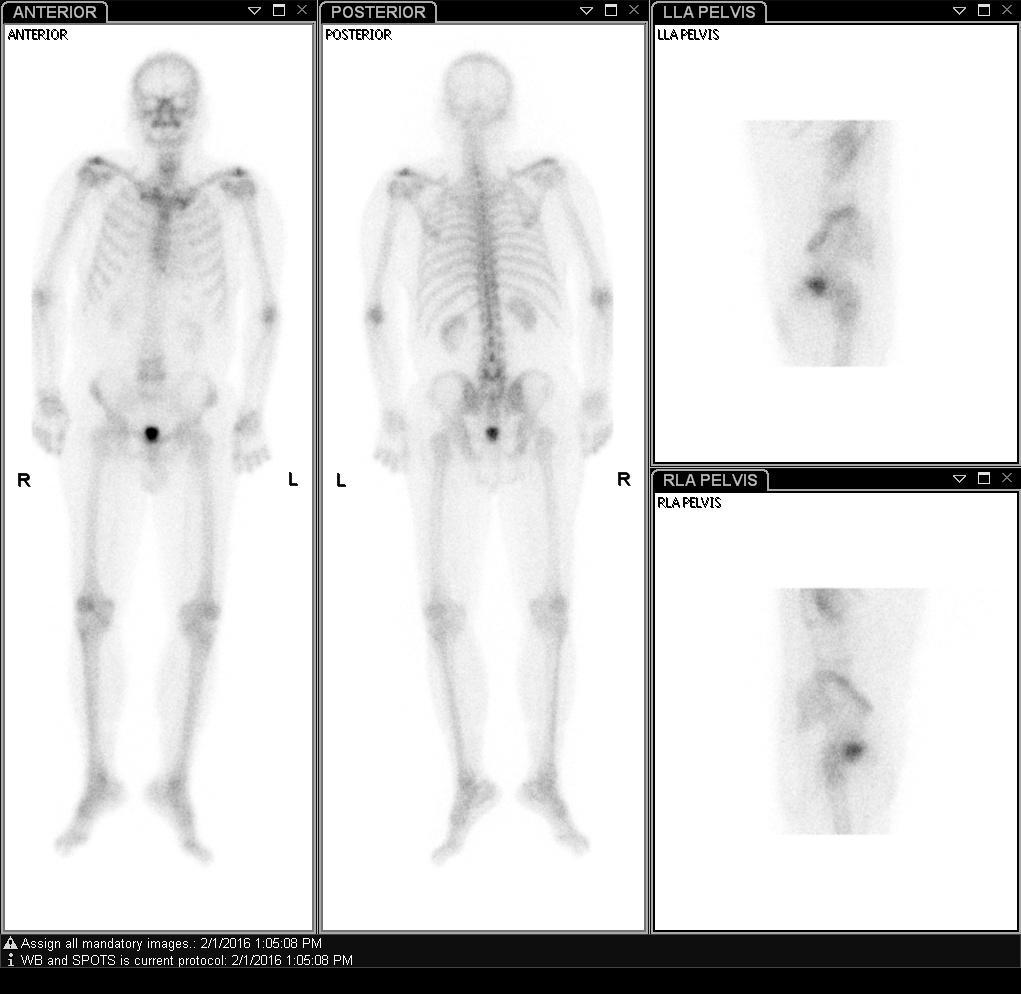 ANTERIOR
ANTERIOR
R
L
POSTERIOR
POSTERIOR
L
R
LLA PELVIS
LLA PELVIS
RLA PELVIS
RLA PELVIS
Assign all mandatory images.: 2/1/2016 1:05:08 PM
WB and SPOTS is current protocol: 2/1/2016 1:05:08 PM